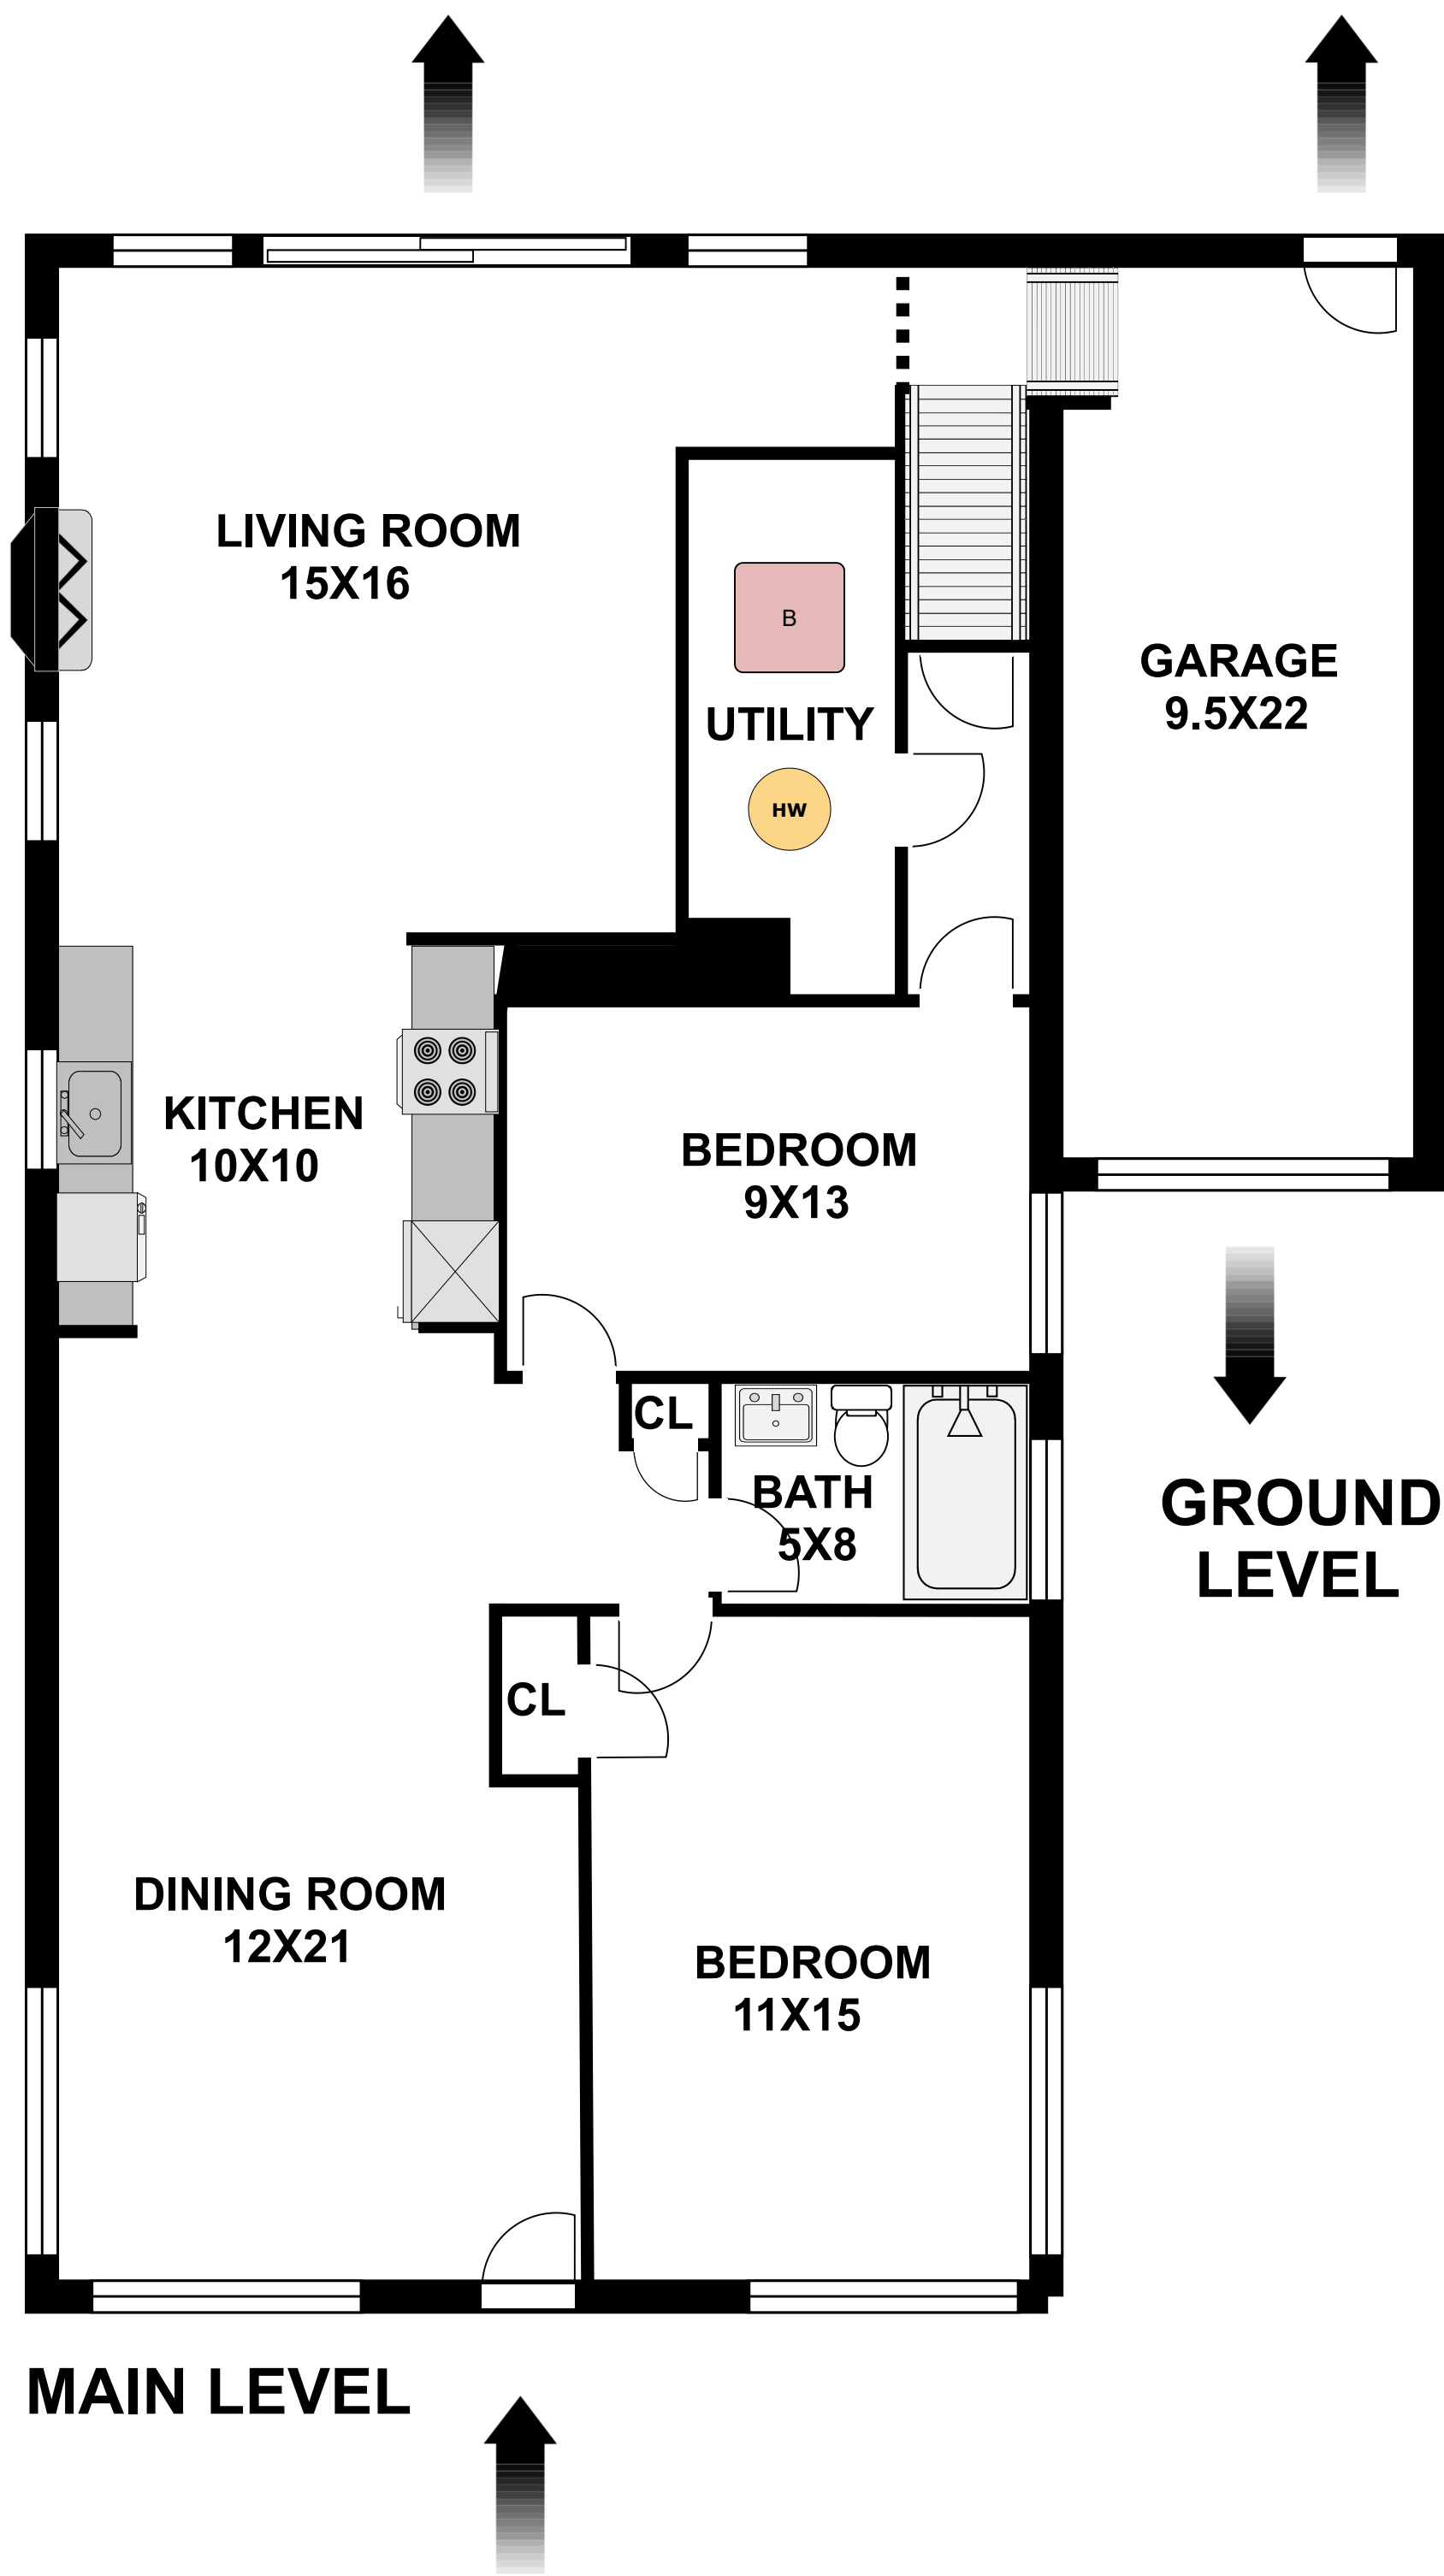 LIVING ROOM
15X16
B
UTILITY
HW
GARAGE
9.5X22
KITCHEN
10X10
BEDROOM
9X13
CL
BATH
5X8
GROUND
LEVEL
CL
DINING ROOM
12X21
BEDROOM
11X15
MAIN LEVEL